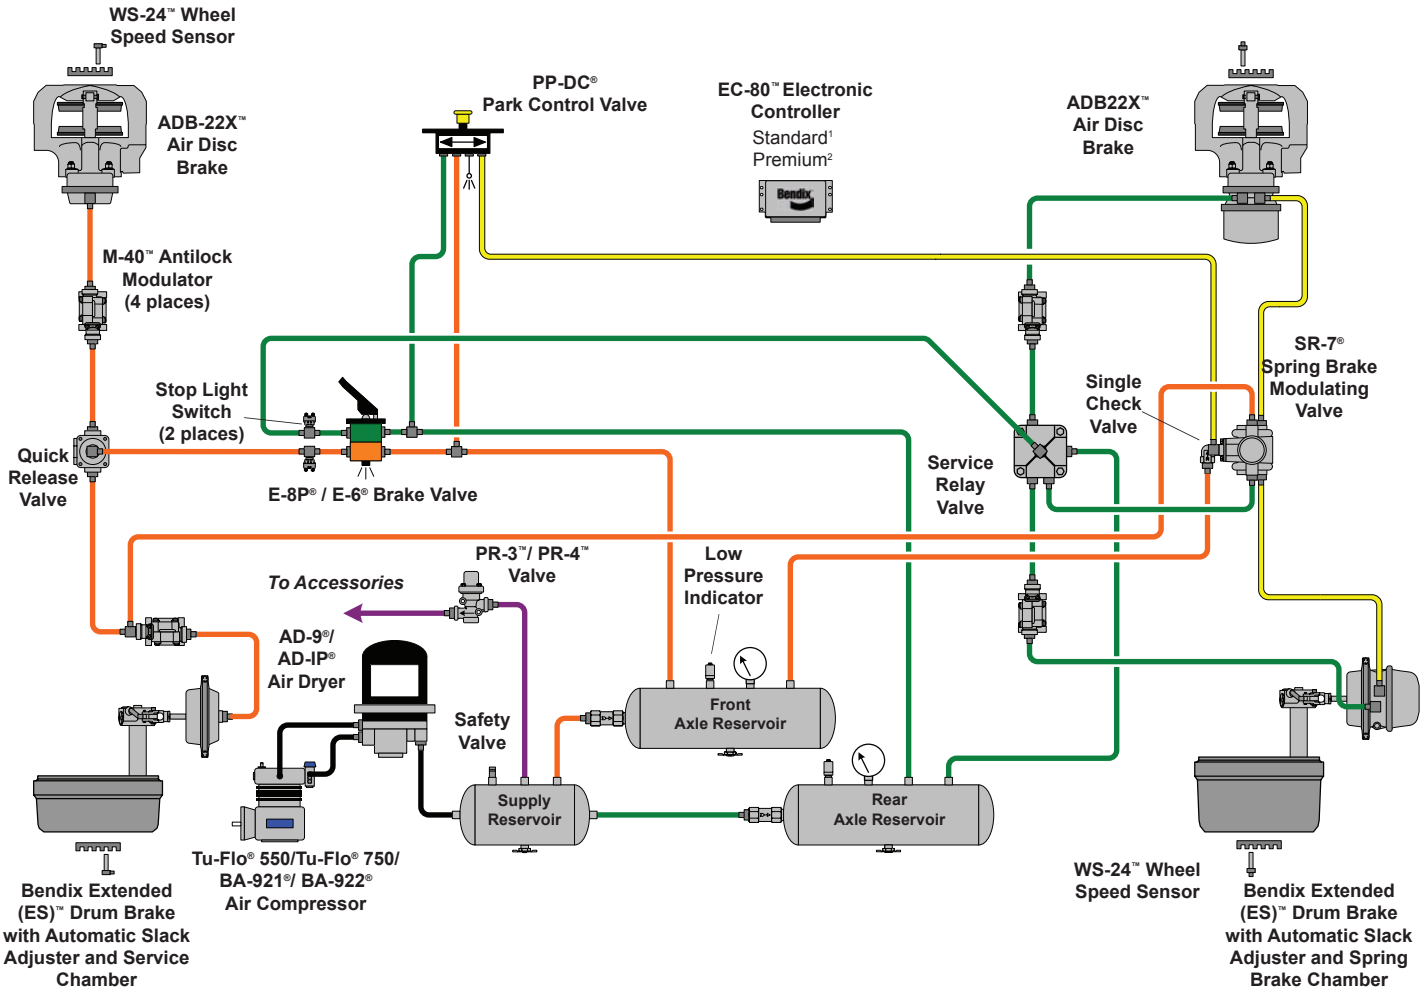 WS-24™ Wheel
Speed Sensor
ADB-22X™
Air Disc
Brake
PP-DC®
Park Control Valve
EC-80™ Electronic
Controller
Standard¹
Premium²
Bendix
ADB22X™
Air Disc
Brake
M-40™ Antilock
Modulator
(4 places)
Stop Light
Switch
(2 places)
Quick
Release
Valve
E-8P® / E-6® Brake Valve
Single
Check
Valve
SR-7®
Spring Brake
Modulating
Valve
Service
Relay
Valve
PR-3™/ PR-4™
Valve
To Accessories
Low
Pressure
Indicator
AD-9®/
AD-IP®
Air Dryer
Safety
Valve
Front
Axle Reservoir
Supply
Reservoir
Rear
Axle Reservoir
Tu-Flo® 550/Tu-Flo® 750/
BA-921®/ BA-922®
Air Compressor
Bendix Extended
(ES)™ Drum Brake
with Automatic Slack
Adjuster and Service
Chamber
WS-24™ Wheel
Speed Sensor
Bendix Extended
(ES)™ Drum Brake
with Automatic Slack
Adjuster and Spring
Brake Chamber